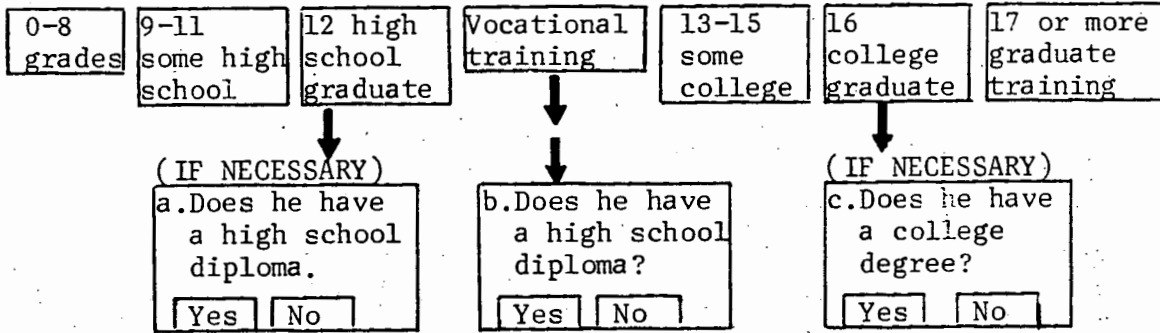 0-8
grades
9-11
some high
school
12 high
school
graduate
Vocational
training
13-15
some
college
16
college
graduate
17 or more
graduate
training
(IF NECESSARY)
a.Does he have
a high school
diploma.
Yes No
b.Does he have
a high school
diploma?
Yes No
(IF NECESSARY)
c.Does he have
a college
degree?
Yes No